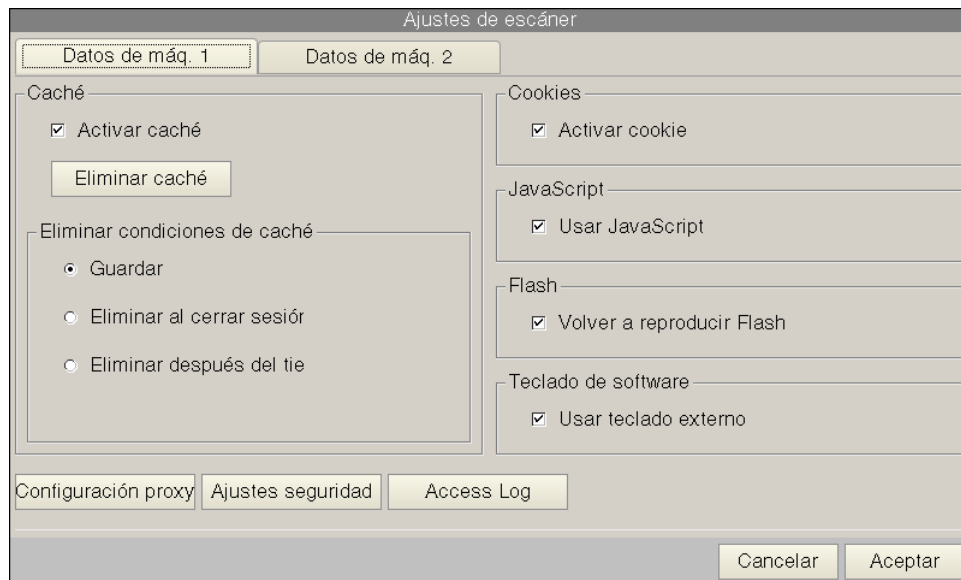 Ajustes de escáner
Datos de máq. 1
Datos de máq. 2
Caché
Activar caché
Eliminar caché
Eliminar condiciones de caché
Guardar
Eliminar al cerrar sesiór
Eliminar después del tie
Cookies
Activar cookie
JavaScript
Usar JavaScript
Flash
Volver a reproducir Flash
Teclado de software
Usar teclado externo
Configuración proxy
Ajustes seguridad
Access Log
Cancelar
Aceptar